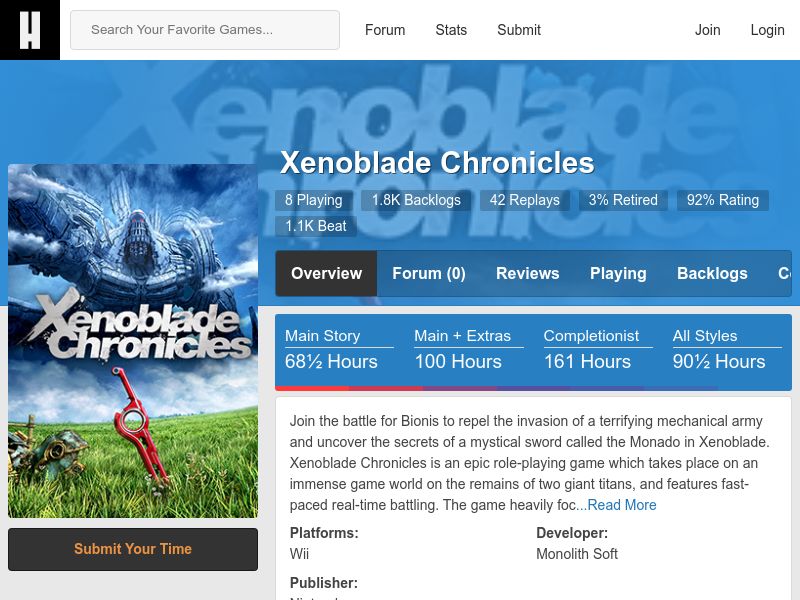 H
Search Your Favorite Games...
Forum
Stats
Submit
Join
Login
Xenoblade
Chronicles
Xenoblade Chronicles
8 Playing
1.8K Backlogs
42 Replays
3% Retired
92% Rating
1.1K Beat
Overview
Forum (0)
Reviews
Playing
Backlogs
Xenoblade
Chronicles
Main Story
68½ Hours
Main + Extras
100 Hours
Completionist
161 Hours
All Styles
90½ Hours
Join the battle for Bionis to repel the invasion of a terrifying mechanical army
and uncover the secrets of a mystical sword called the Monado in Xenoblade.
Xenoblade Chronicles is an epic role-playing game which takes place on an
immense game world on the remains of two giant titans, and features fast-
paced real-time battling. The game heavily foc...Read More
Platforms:
Wii
Developer:
Monolith Soft
Publisher:
Submit Your Time